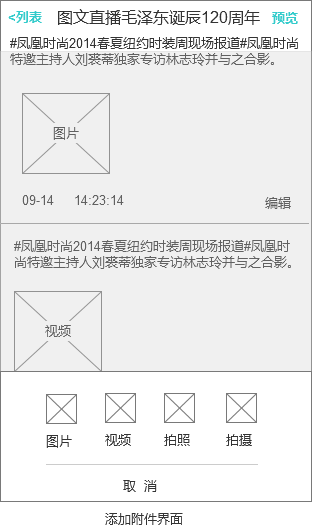 <列表 图文直播毛泽东诞辰120周年 预览
#凤凰时尚2014春夏纽约时装周现场报道#凤凰时尚
特邀主持人刘裘蒂独家专访林志玲并与之合影。
图片
09-14 14:23:14 编辑
#凤凰时尚2014春夏纽约时装周现场报道#凤凰时
尚特邀主持人刘裘蒂独家专访林志玲并与之合影。
视频
图片 视频 拍照 拍摄
取 消
添加附件界面